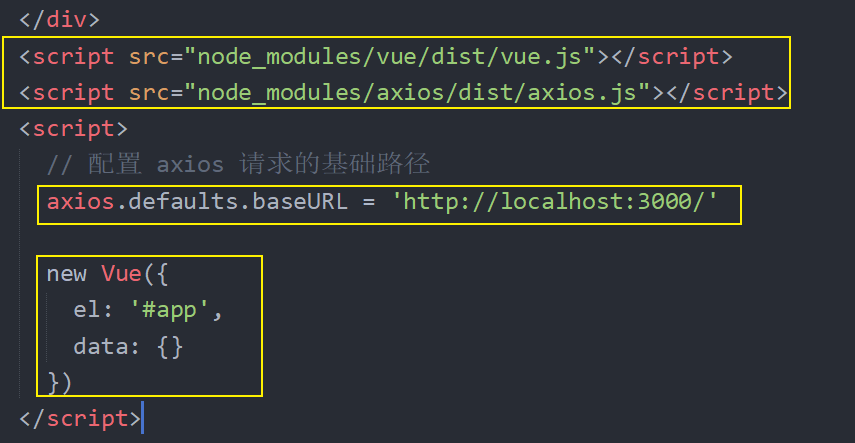 </div>
<script src="node_modules/vue/dist/vue.js"></script>
<script src="node_modules/axios/dist/axios.js"></script>
<script>
// 配置 axios 请求的基础路径
axios.defaults.baseURL = 'http://localhost:3000/'
new Vue({
el: '#app',
data: {}
})
</script>